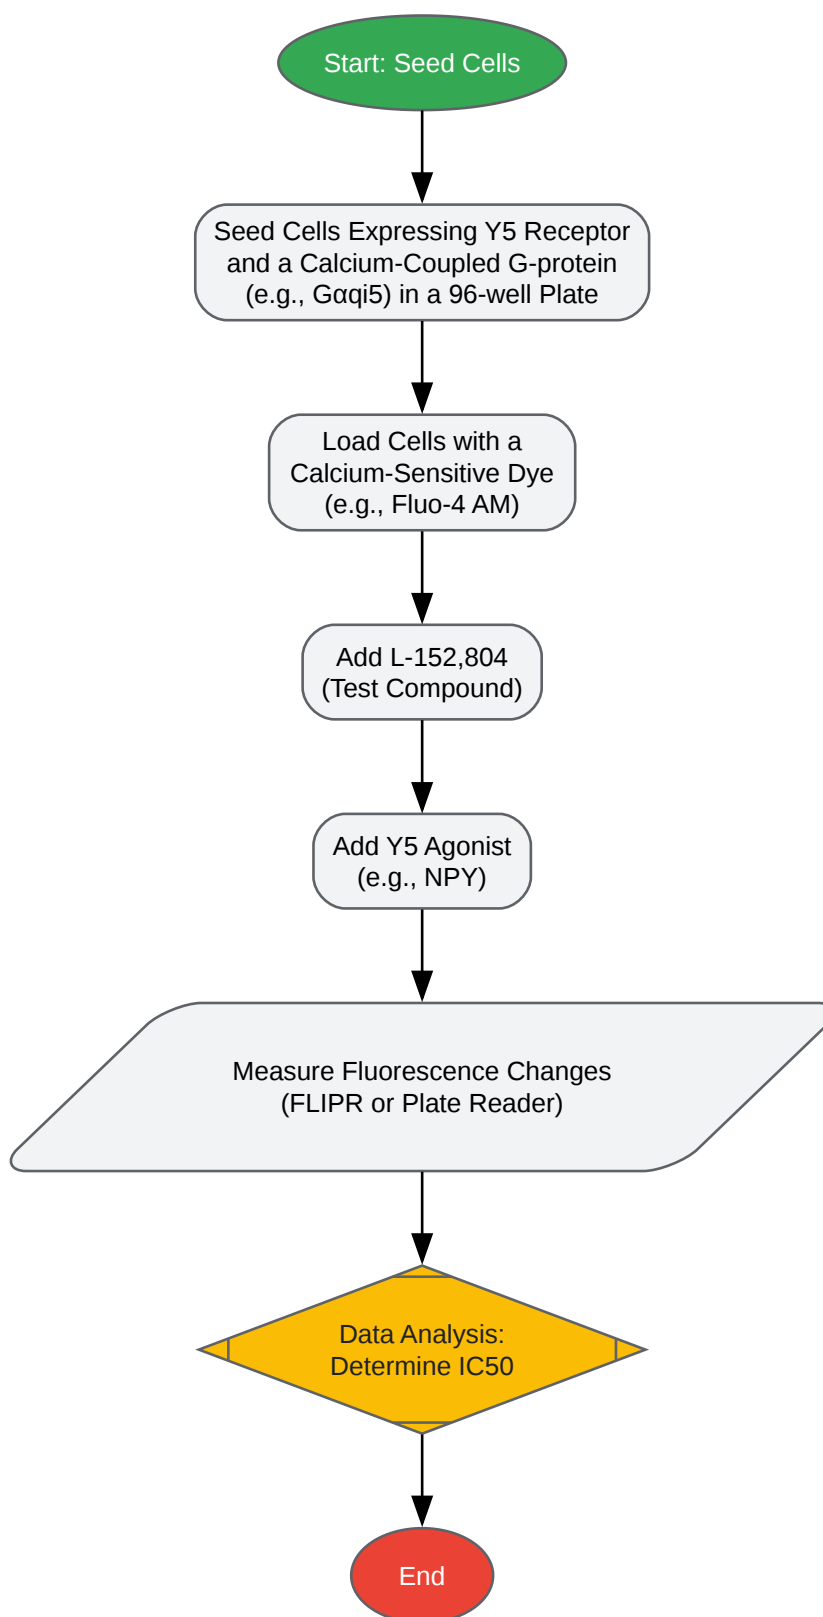 Start: Seed Cells
Seed Cells Expressing Y5 Receptor
and a Calcium-Coupled G-protein
(e.g., Gαqi5) in a 96-well Plate
Load Cells with a
Calcium-Sensitive Dye
(e.g., Fluo-4 AM)
Add L-152,804
(Test Compound)
Add Y5 Agonist
(e.g., NPY)
Measure Fluorescence Changes
(FLIPR or Plate Reader)
Data Analysis:
Determine IC50
End